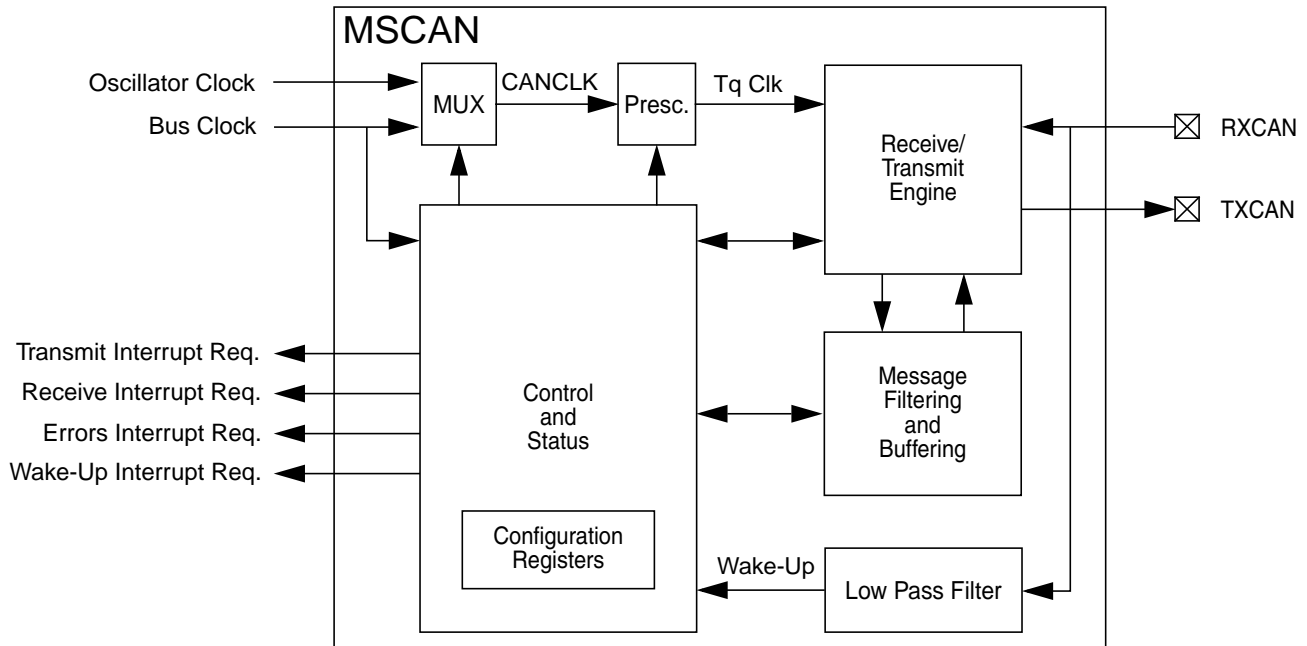 MSCAN
Oscillator Clock
Bus Clock
MUX
CANCLK
Presc.
Tq Clk
Receive/
Transmit
Engine
RXCAN
TXCAN
Transmit Interrupt Req.
Receive Interrupt Req.
Errors Interrupt Req.
Wake-Up Interrupt Req.
Control
and
Status
Message
Filtering
and
Buffering
Configuration
Registers
Wake-Up
Low Pass Filter